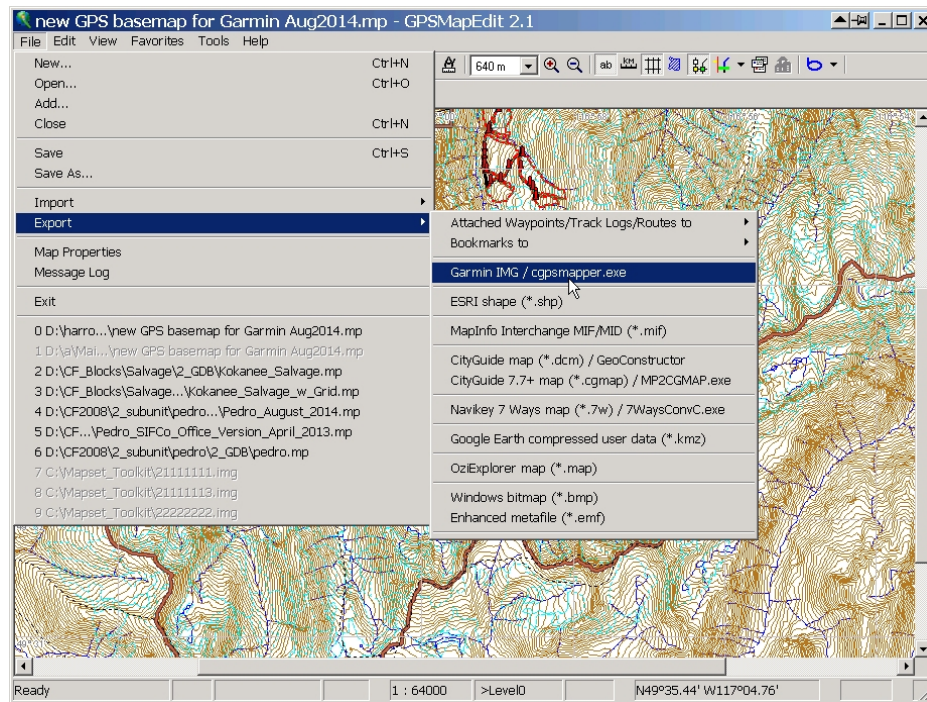 new GPS basemap for Garmin Aug2014.mp - GPSMapEdit 2.1
File Edit View Favorites Tools Help
New... Ctrl+N
Open... Ctrl+O
Add...
Close Ctrl+N
Save Ctrl+S
Save As...
Import
Export
Map Properties
Message Log
Exit
0 D:\harro...\new GPS basemap for Garmin Aug2014.mp
1 D:\a\Mai...\new GPS basemap for Garmin Aug2014.mp
2 D:\CF_Blocks\Salvage\2_GDB\Kokanee_Salvage.mp
3 D:\CF_Blocks\Salvage...\Kokanee_Salvage_w_Grid.mp
4 D:\CF2008\2_subunit\pedro...\Pedro_August_2014.mp
5 D:\CF...\Pedro_SIFCo_Office_Version_April_2013.mp
6 D:\CF2008\2_subunit\pedro\2_GDB\pedro.mp
7 C:\Mapset_Toolkit\21111111.img
8 C:\Mapset_Toolkit\21111113.img
9 C:\Mapset_Toolkit\22222222.img
640 m
ab
KM
Attached Waypoints/Track Logs/Routes to
Bookmarks to
Garmin IMG / cgpsmapper.exe
ESRI shape (*.shp)
MapInfo Interchange MIF/MID (*.mif)
CityGuide map (*.dcm) / GeoConstructor
CityGuide 7.7+ map (*.cgmap) / MP2CGMAP.exe
Navikey 7 Ways map (*.7w) / 7WaysConvC.exe
Google Earth compressed user data (*.kmz)
OziExplorer map (*.map)
Windows bitmap (*.bmp)
Enhanced metafile (*.emf)
Ready 1 : 64000 >Level0 N49º35.44' W117º04.76'